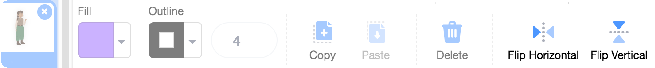 Fill
Outline
4
Copy
Paste
Delete
Flip Horizontal
Flip Vertical